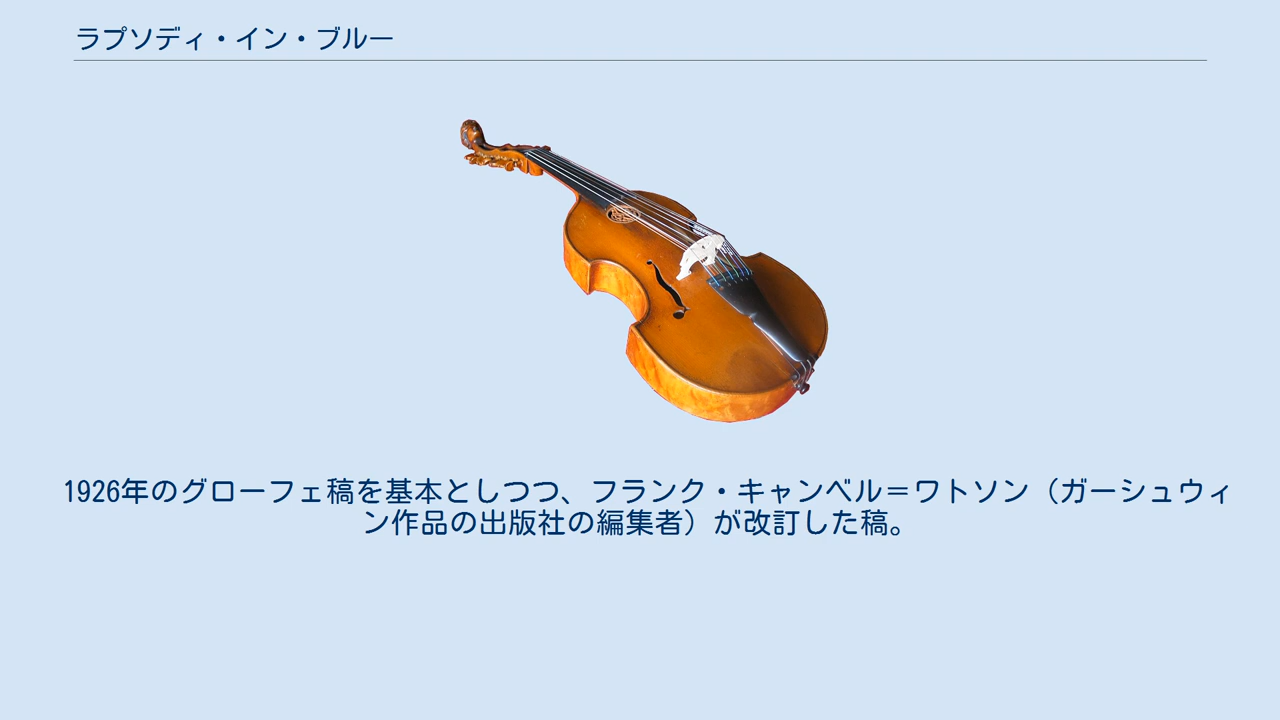 ラプソディ・イン・ブルー
1926年のグローフェ稿を基本としつつ、フランク・キャンベル＝ワトソン（ガーシュウィ
ン作品の出版社の編集者）が改訂した稿。